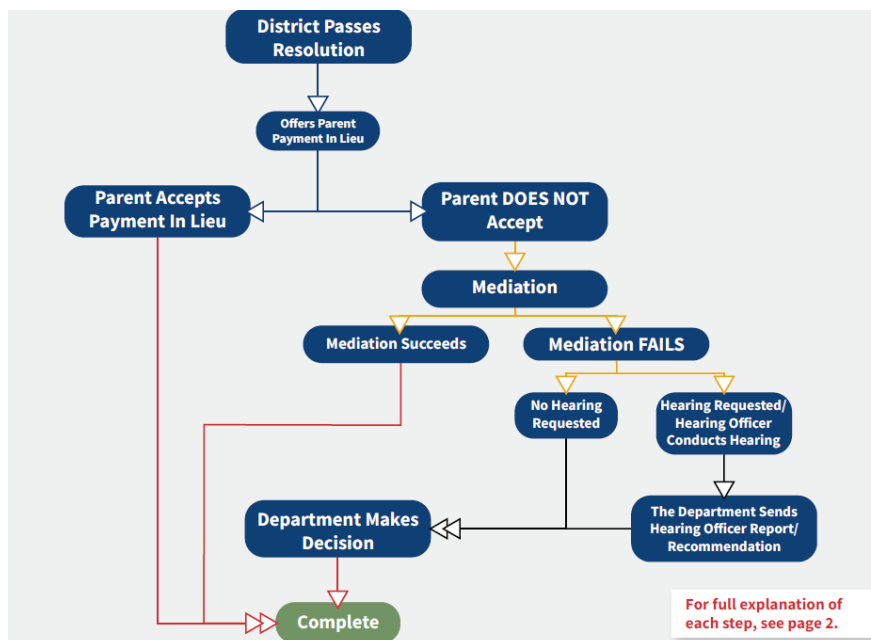 District Passes
Resolution
Offers Parent
Payment In Lieu
Parent Accepts
Payment In Lieu
Parent DOES NOT
Accept
Mediation
Mediation Succeeds
Mediation FAILS
No Hearing
Requested
Hearing Requested/
Hearing Officer
Conducts Hearing
Department Makes
Decision
The Department Sends
Hearing Officer Report/
Recommendation
Complete
For full explanation of
each step, see page 2.